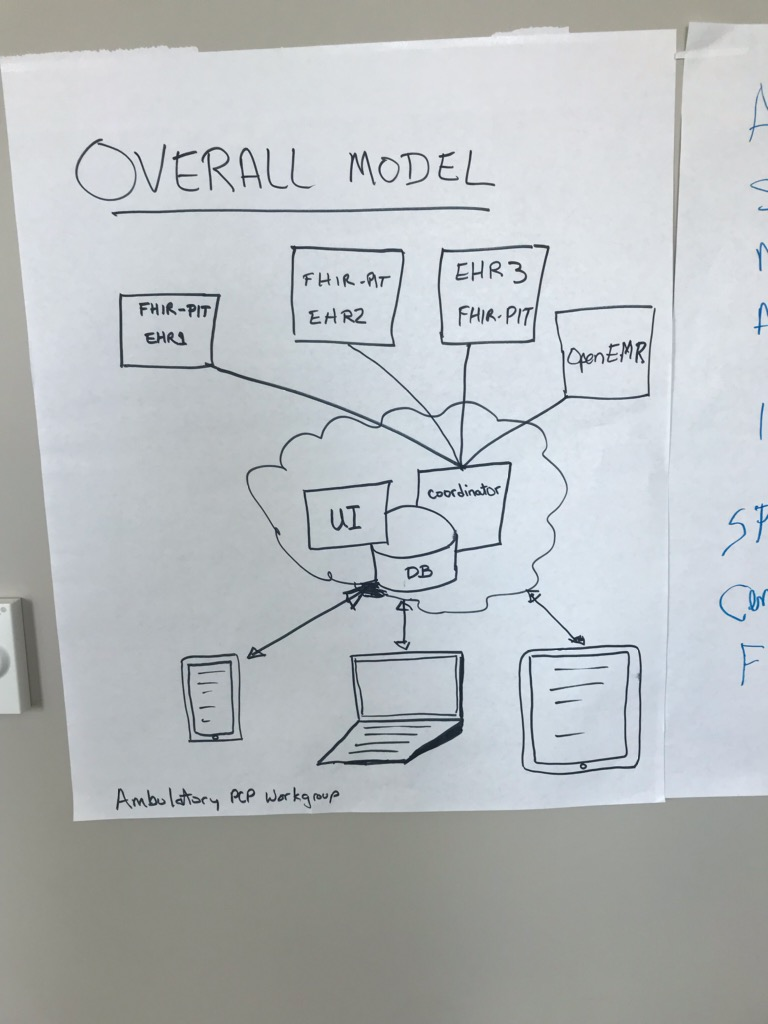 OVERALL MODEL
FHIR-PIT
EHR1
FHIR-PIT
EHR2
EHR3
FHIR-PIT
OpenEMR
UI
coordinator
DB
Ambulatory PCP Workgroup